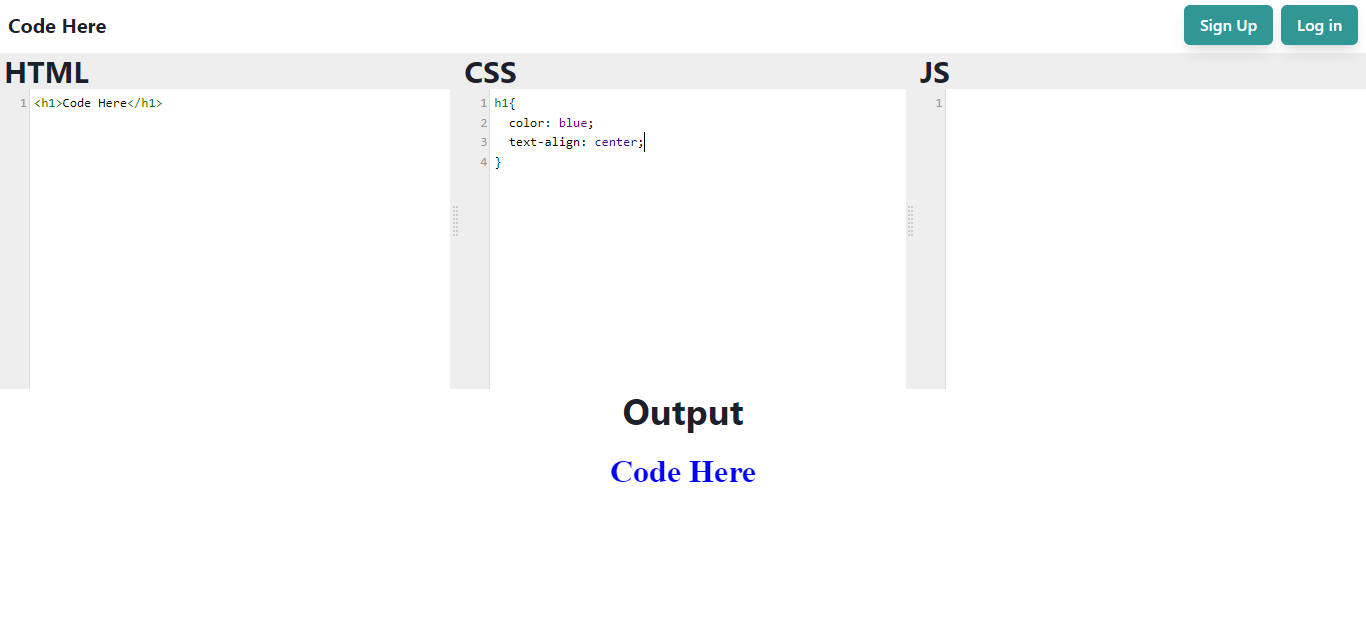 Code Here
Sign Up
Log in
HTML
1 <h1>Code Here</h1>
CSS
1 h1{
2   color: blue;
3   text-align: center;
4 }
JS
1
Output
Code Here